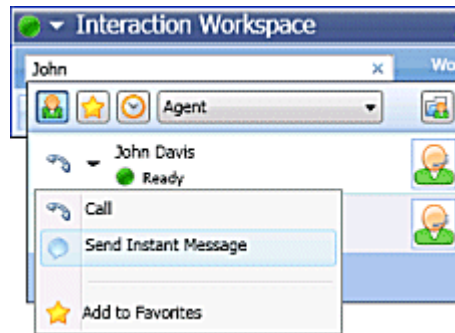 Interaction Workspace
John
Wo
Agent
John Davis
Ready
Call
Send Instant Message
Add to Favorites